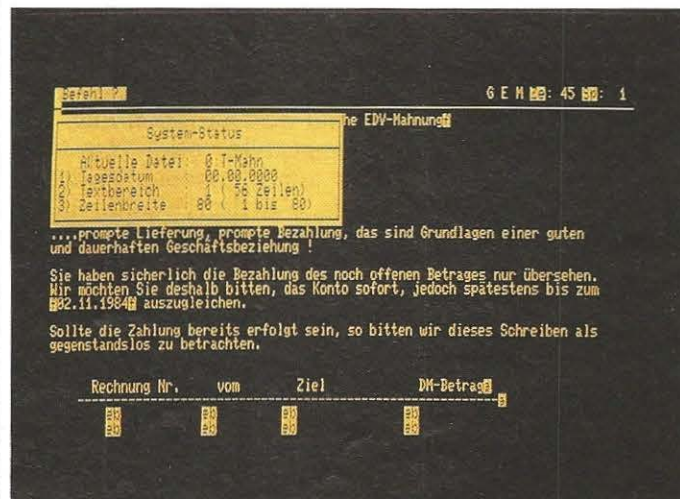 Befehl ?
G E M Ze: 45 Sp: 1
he EDV-Mahnung
System-Status
Aktuelle Datei: 0 T-Mahn
1) Tagesdatum : 00.00.0000
2) Textbereich : 1 ( 56 Zeilen)
3) Zeilenbreite : 80 ( 1 bis 80)
....prompte Lieferung, prompte Bezahlung, das sind Grundlagen einer guten
und dauerhaften Geschäftsbeziehung !
Sie haben sicherlich die Bezahlung des noch offenen Betrages nur übersehen.
Wir möchten Sie deshalb bitten, das Konto sofort, jedoch spätestens bis zum
02.11.1984 auszugleichen.
Sollte die Zahlung bereits erfolgt sein, so bitten wir dieses Schreiben als
gegenstandslos zu betrachten.
Rechnung Nr. vom Ziel DM-Betrag